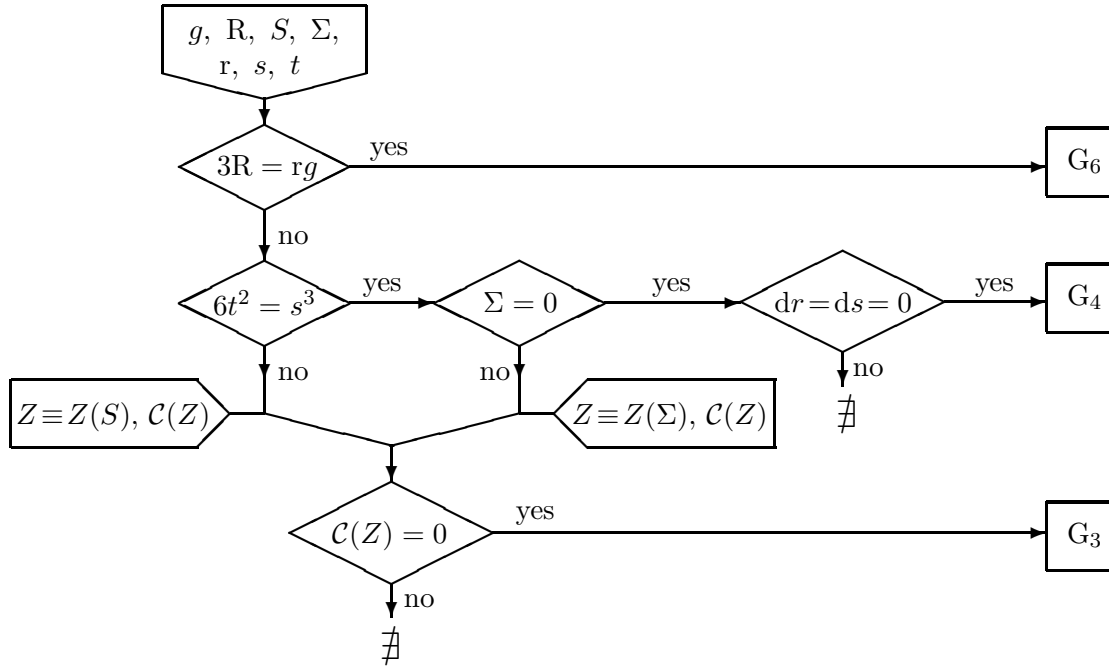 g, R, S, Σ,
r, s, t
3R = rg
yes
G₆
no
6t² = s³
yes
Σ = 0
yes
dr = ds = 0
yes
G₄
no
no
no
Z ≡ Z(S), C(Z)
Z ≡ Z(Σ), C(Z)
∄
C(Z) = 0
yes
G₃
no
∄